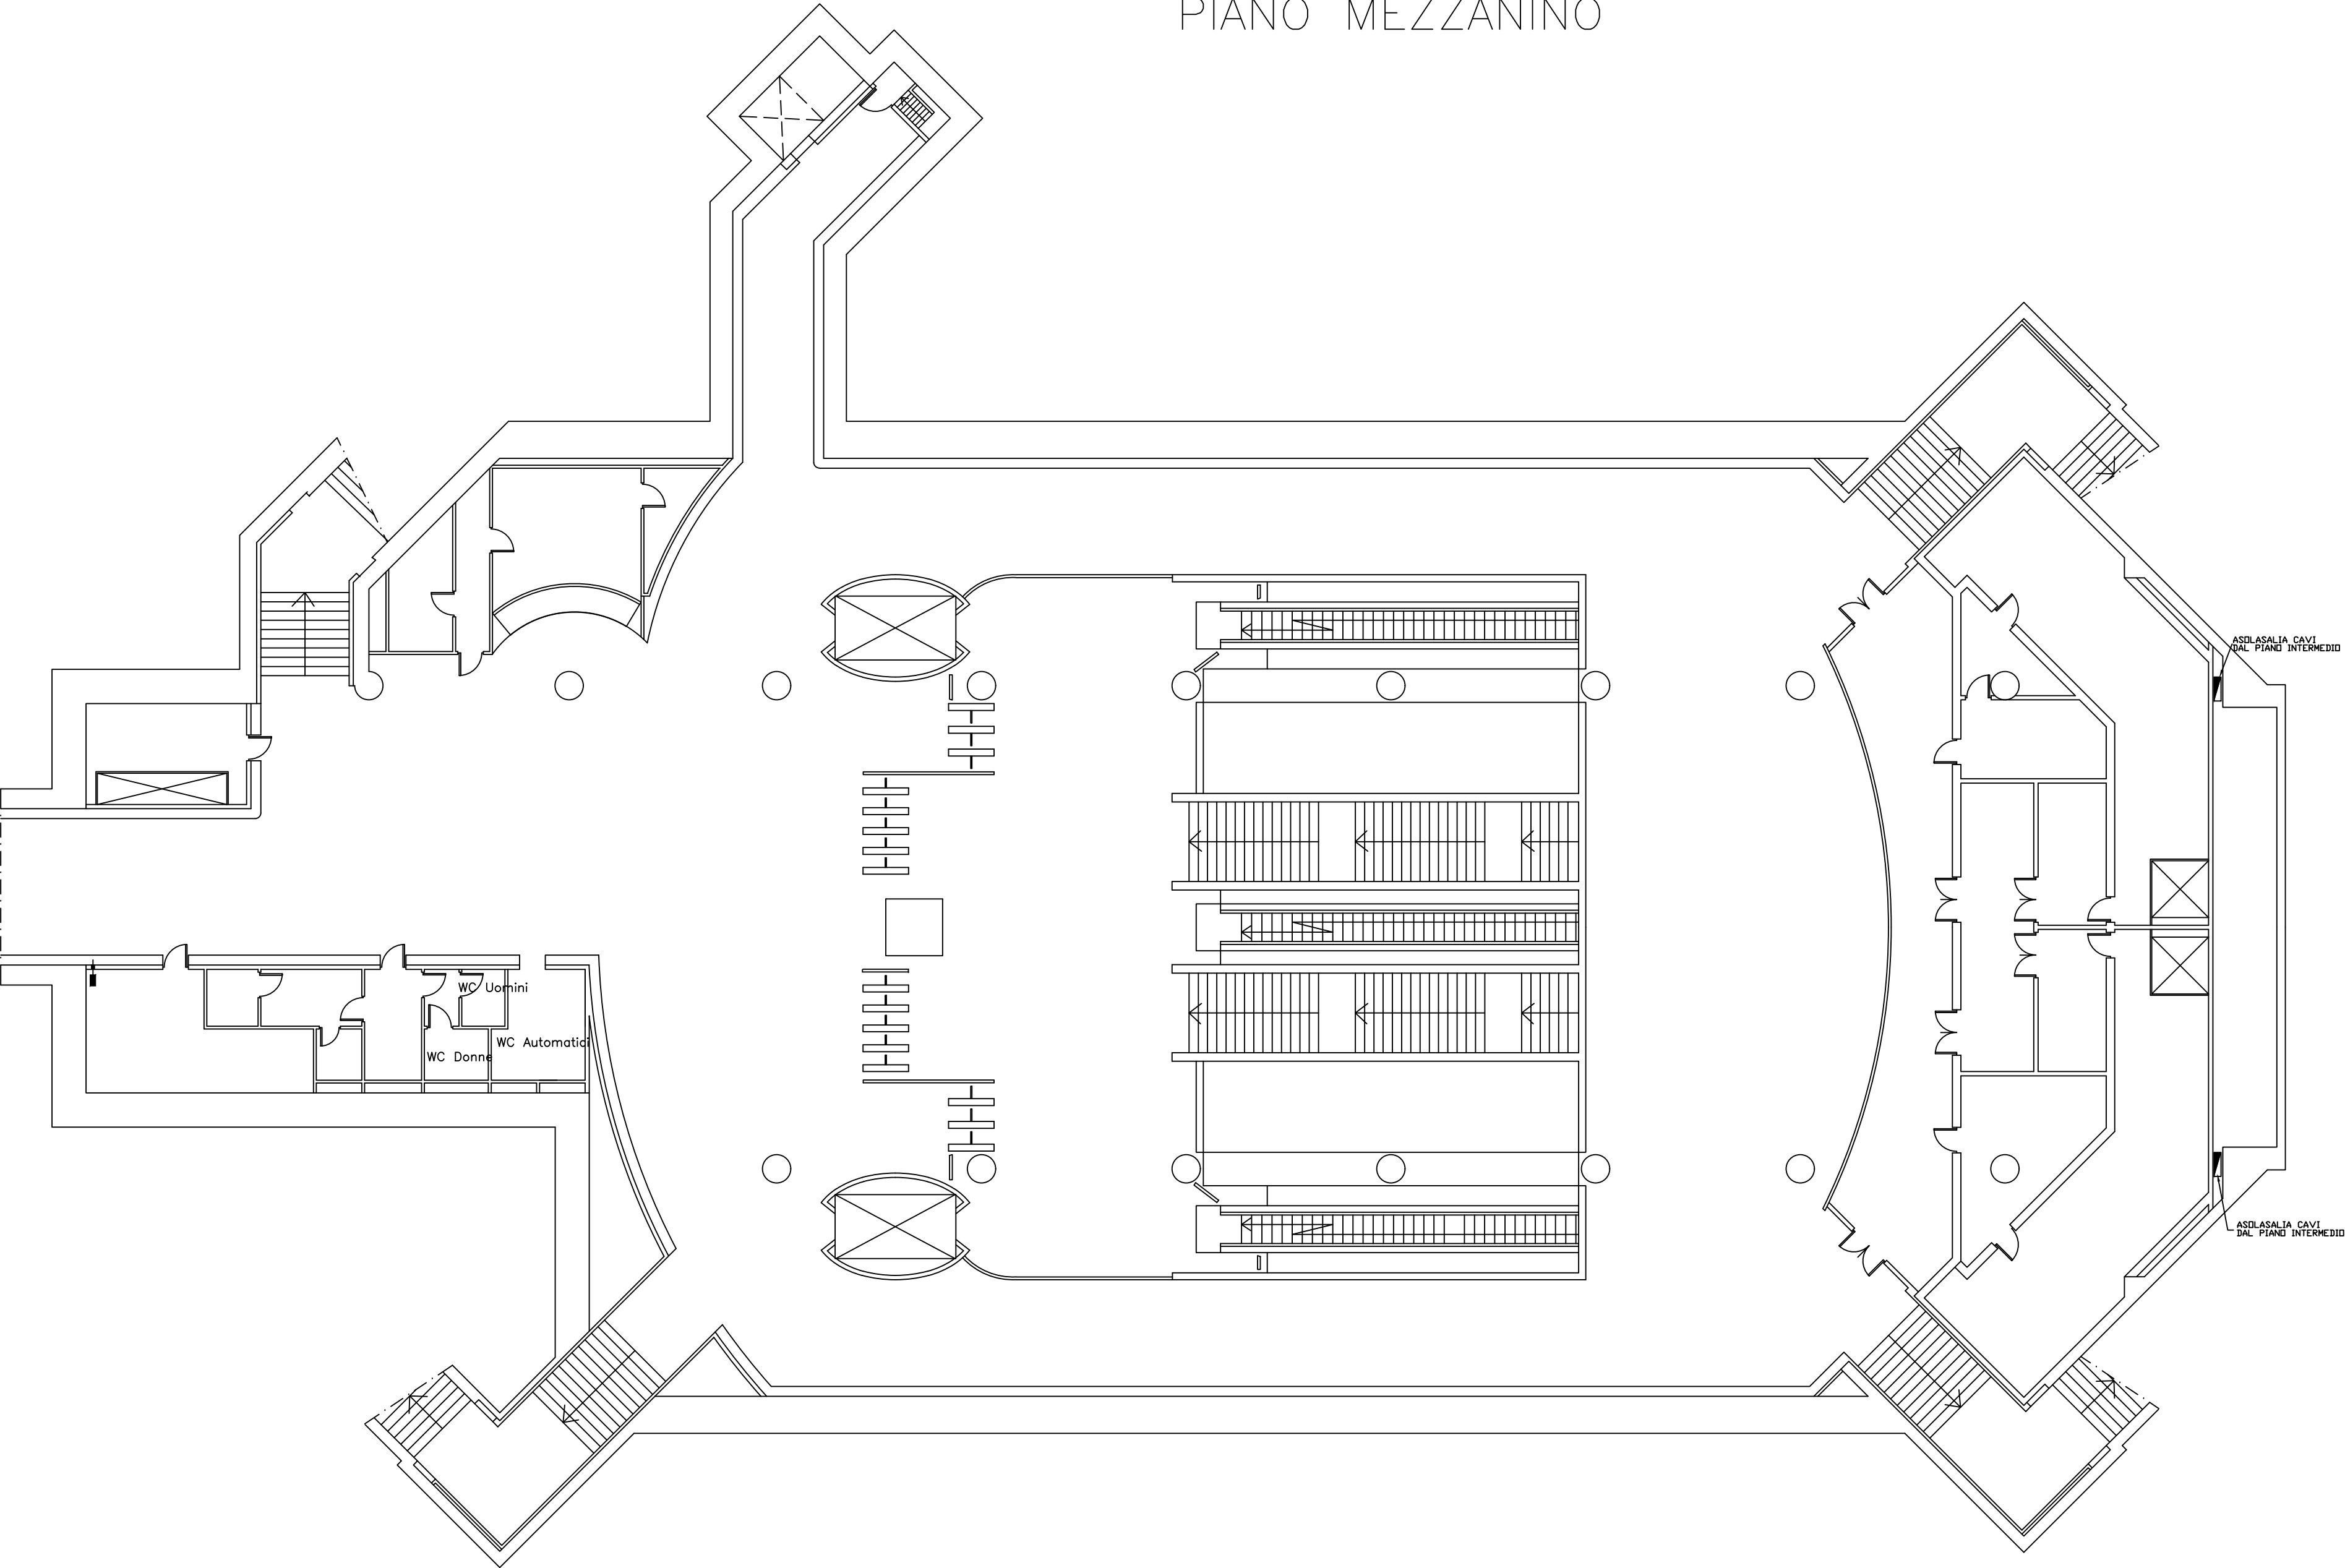 PIANO MEZZANINO
ASOLASALIA CAVI
DAL PIANO INTERMEDIO
WC Uomini
WC Automatici
WC Donne
ASOLASALIA CAVI
DAL PIANO INTERMEDIO